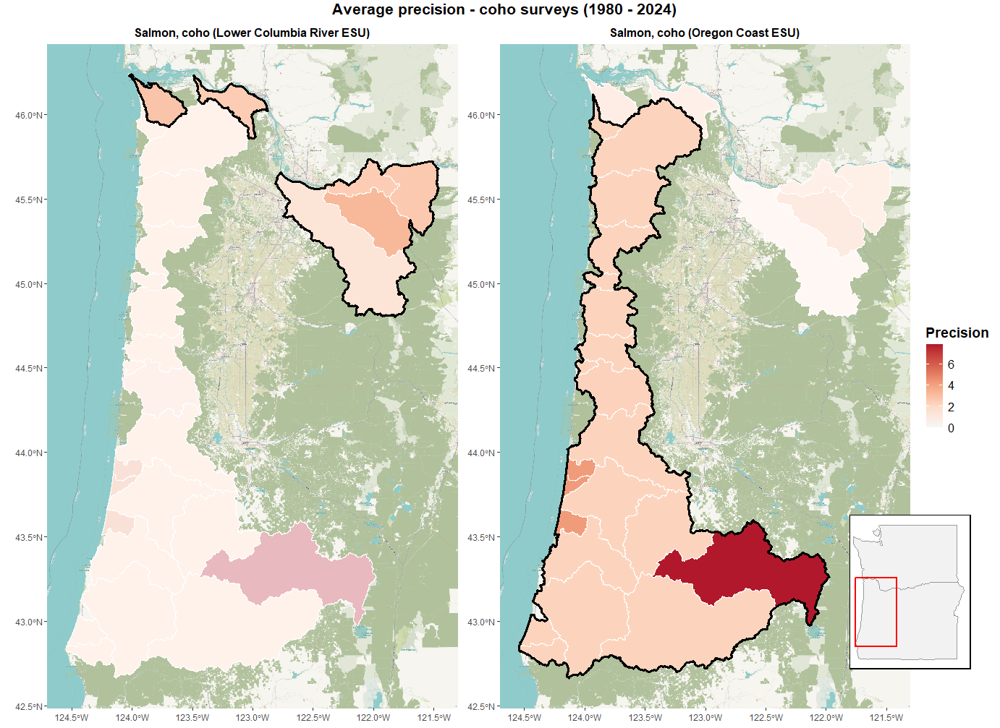 Average precision - coho surveys (1980 - 2024)
Salmon, coho (Lower Columbia River ESU)
Salmon, coho (Oregon Coast ESU)
46.0°N
45.5°N
45.0°N
44.5°N
44.0°N
43.5°N
43.0°N
42.5°N
124.5°W
124.0°W
123.5°W
123.0°W
122.5°W
122.0°W
121.5°W
46.0°N
45.5°N
45.0°N
44.5°N
44.0°N
43.5°N
43.0°N
42.5°N
124.5°W
124.0°W
123.5°W
123.0°W
122.5°W
122.0°W
121.5°W
Precision
6
4
2
0